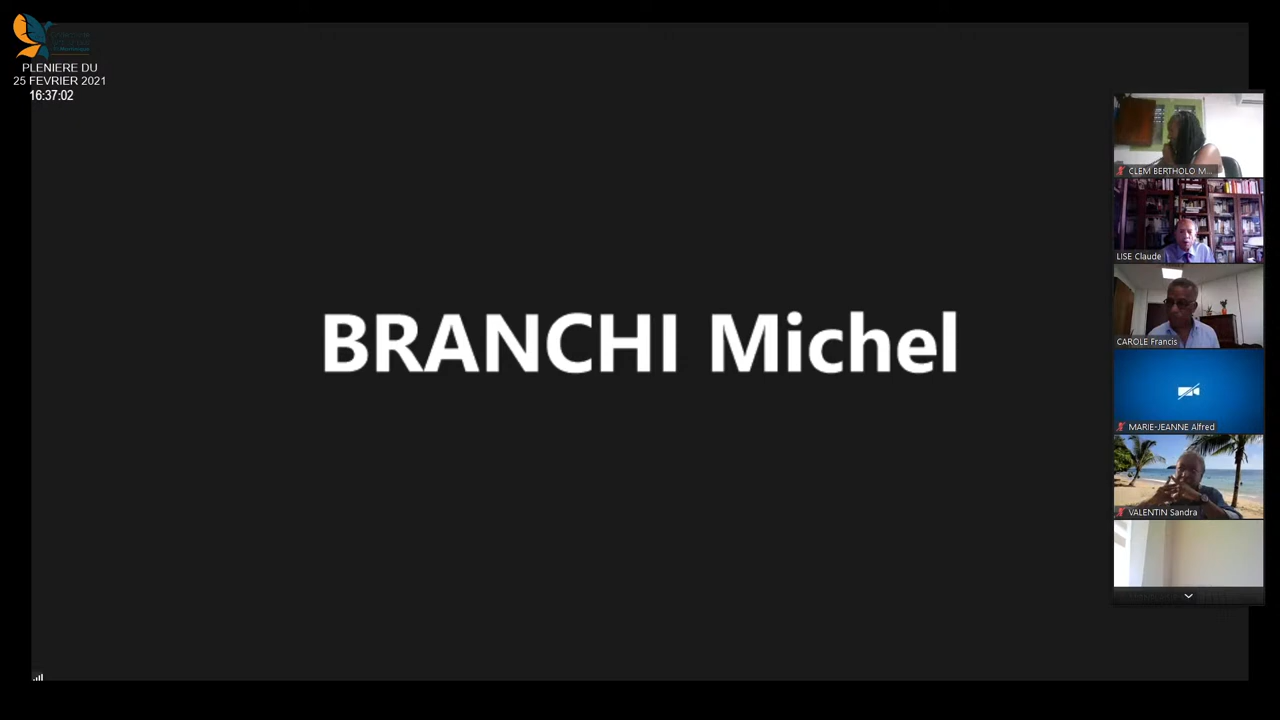 PLENIERE DU
25 FEVRIER 2021
16:37:02
BRANCHI Michel
CLEM BERTHOLO M...
LISE Claude
CAROLE Francis
MARIE-JEANNE Alfred
VALENTIN Sandra